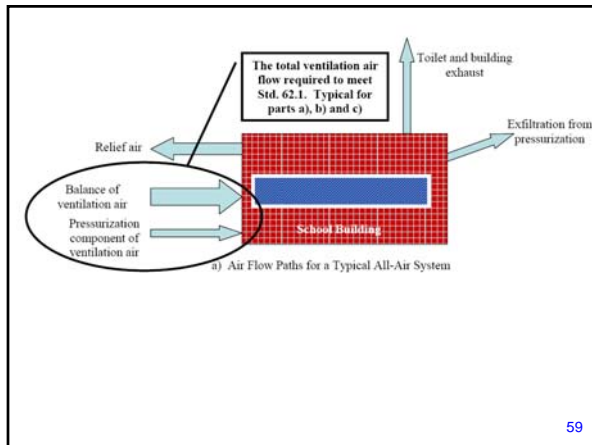 The total ventilation air
flow required to meet
Std. 62.1.  Typical for
parts a), b) and c)
Toilet and building
exhaust
Exfiltration from
pressurization
Relief air
Balance of
ventilation air
Pressurization
component of
ventilation air
School Building
a)  Air Flow Paths for a Typical All-Air System
59